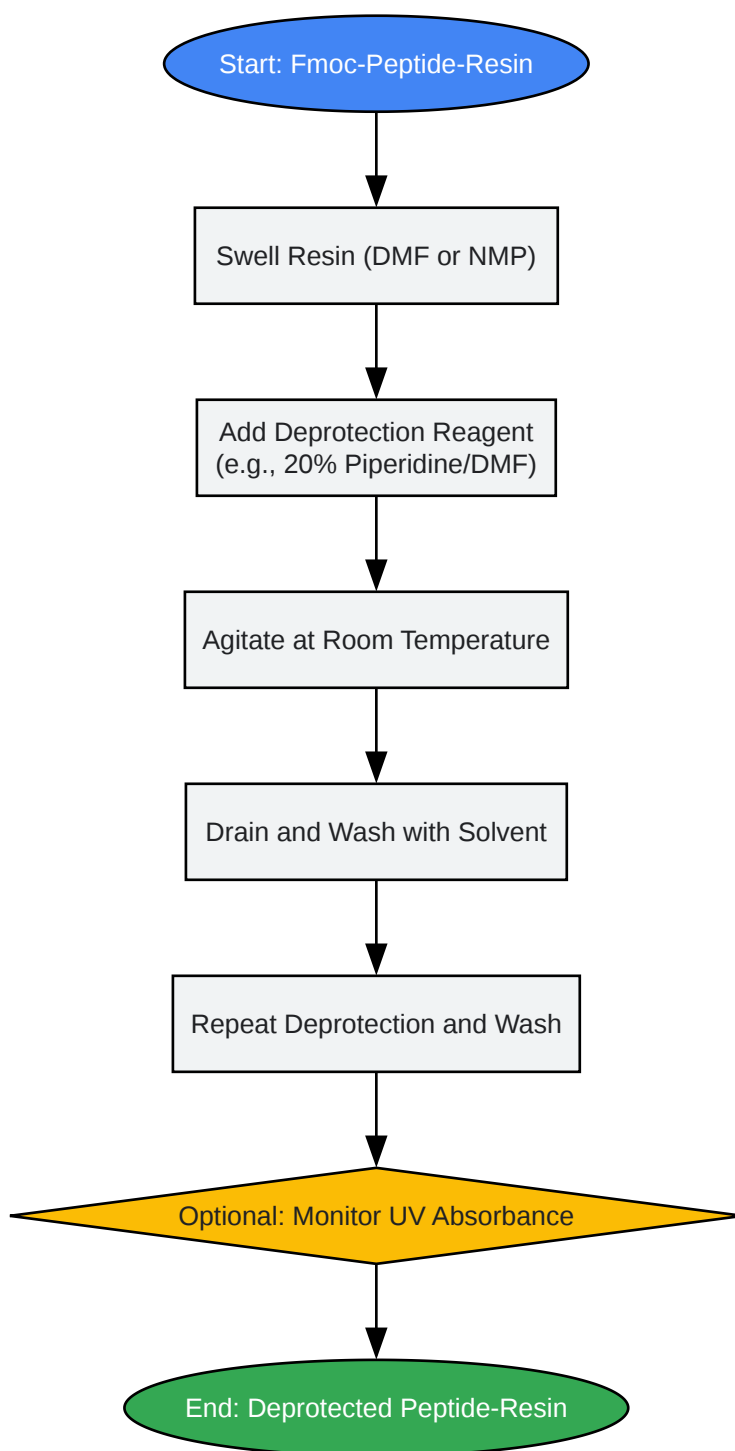 Start: Fmoc-Peptide-Resin
Swell Resin (DMF or NMP)
Add Deprotection Reagent
(e.g., 20% Piperidine/DMF)
Agitate at Room Temperature
Drain and Wash with Solvent
Repeat Deprotection and Wash
Optional: Monitor UV Absorbance
End: Deprotected Peptide-Resin